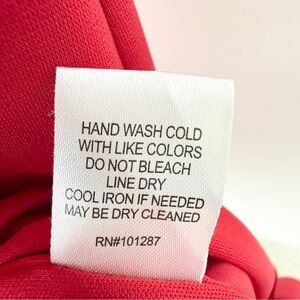 HAND WASH COLD
WITH LIKE COLORS
DO NOT BLEACH
LINE DRY
COOL IRON IF NEEDED
MAY BE DRY CLEANED
RN#101287